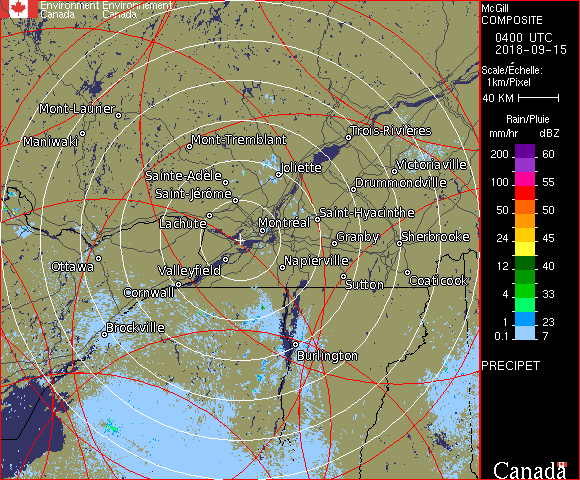 Environment Environnement
Canada Canada
McGill
COMPOSITE
0400 UTC
2018-09-15
Scale/Échelle:
1km/Pixel
40 KM
Rain/Pluie
mm/hr dBZ
200 60
100 55
50 50
24 45
12 40
4 33
2 23
0.1 7
PRECIPET
Mont-Laurier
Maniwaki
Mont-Tremblant
Trois-Rivières
Joliette
Victoriaville
Sainte-Adèle
Drummondville
Saint-Jérôme
Lachute
Montréal
Saint-Hyacinthe
Granby
Sherbrooke
Ottawa
Valleyfield
Napierville
Cornwall
Sutton
Coaticook
Brockville
Burlington
Canada